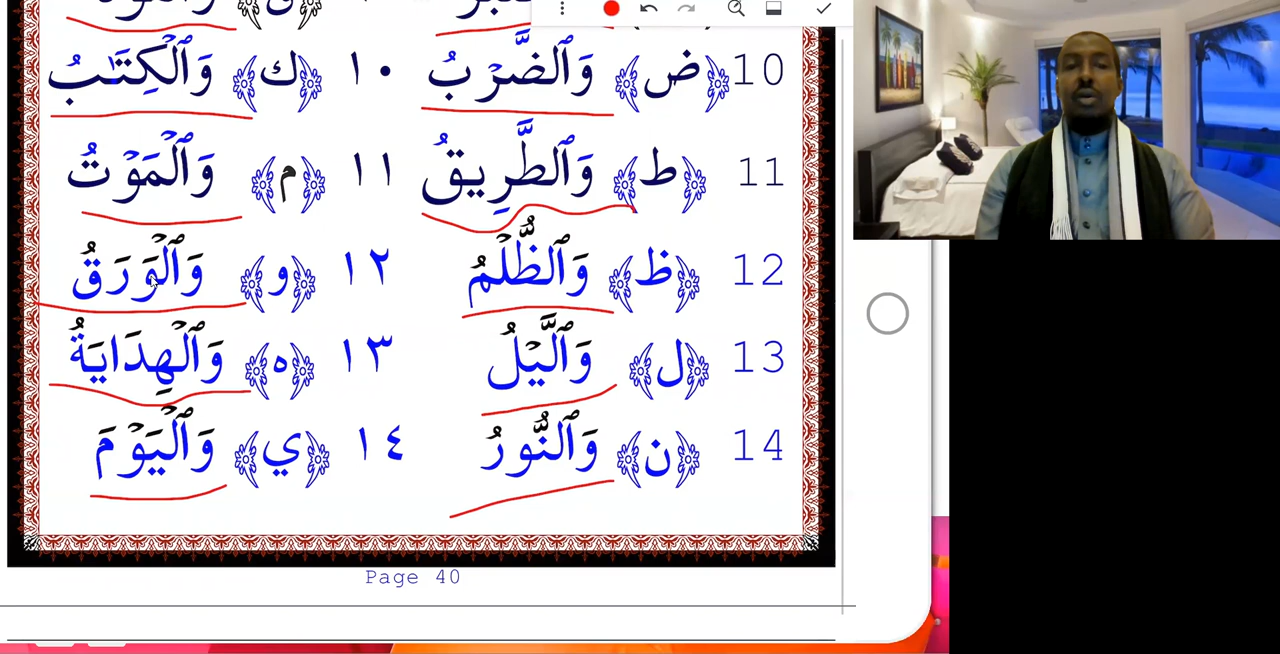 10 ﴿ض﴾ وَٱلضَّرْبُ ١٠ ﴿ك﴾ وَٱلْكِتَٰبُ
11 ﴿ط﴾ وَٱلطَّرِيقُ ١١ ﴿م﴾ وَٱلْمَوْتُ
12 ﴿ظ﴾ وَٱلظُّلْمُ ١٢ ﴿و﴾ وَٱلْوَرَقُ
13 ﴿ل﴾ وَٱلَّيْلُ ١٣ ﴿ه﴾ وَٱلْهِدَايَةُ
14 ﴿ن﴾ وَٱلنُّورُ ١٤ ﴿ي﴾ وَٱلْيَوْمَ
Page 40